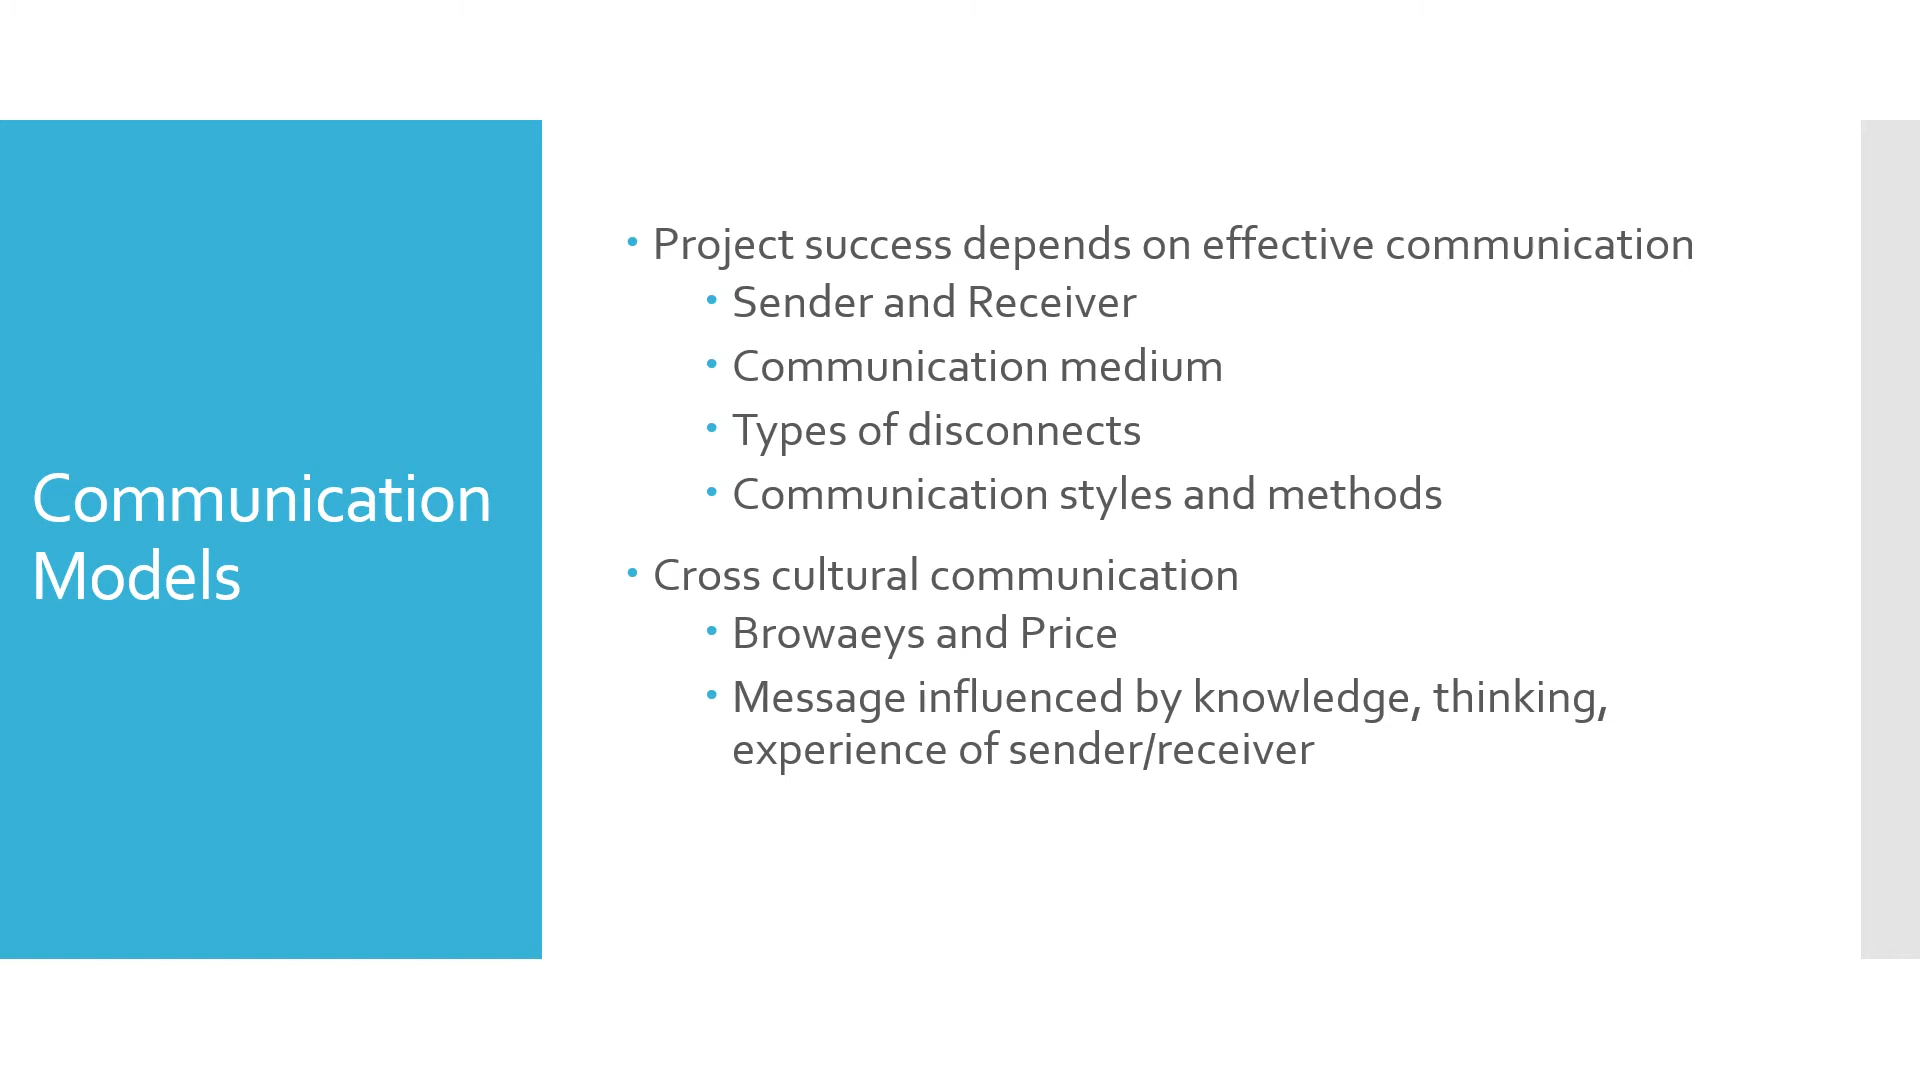 Communication
Models
• Project success depends on effective communication
• Sender and Receiver
• Communication medium
• Types of disconnects
• Communication styles and methods
• Cross cultural communication
• Browaeys and Price
• Message influenced by knowledge, thinking,
experience of sender/receiver